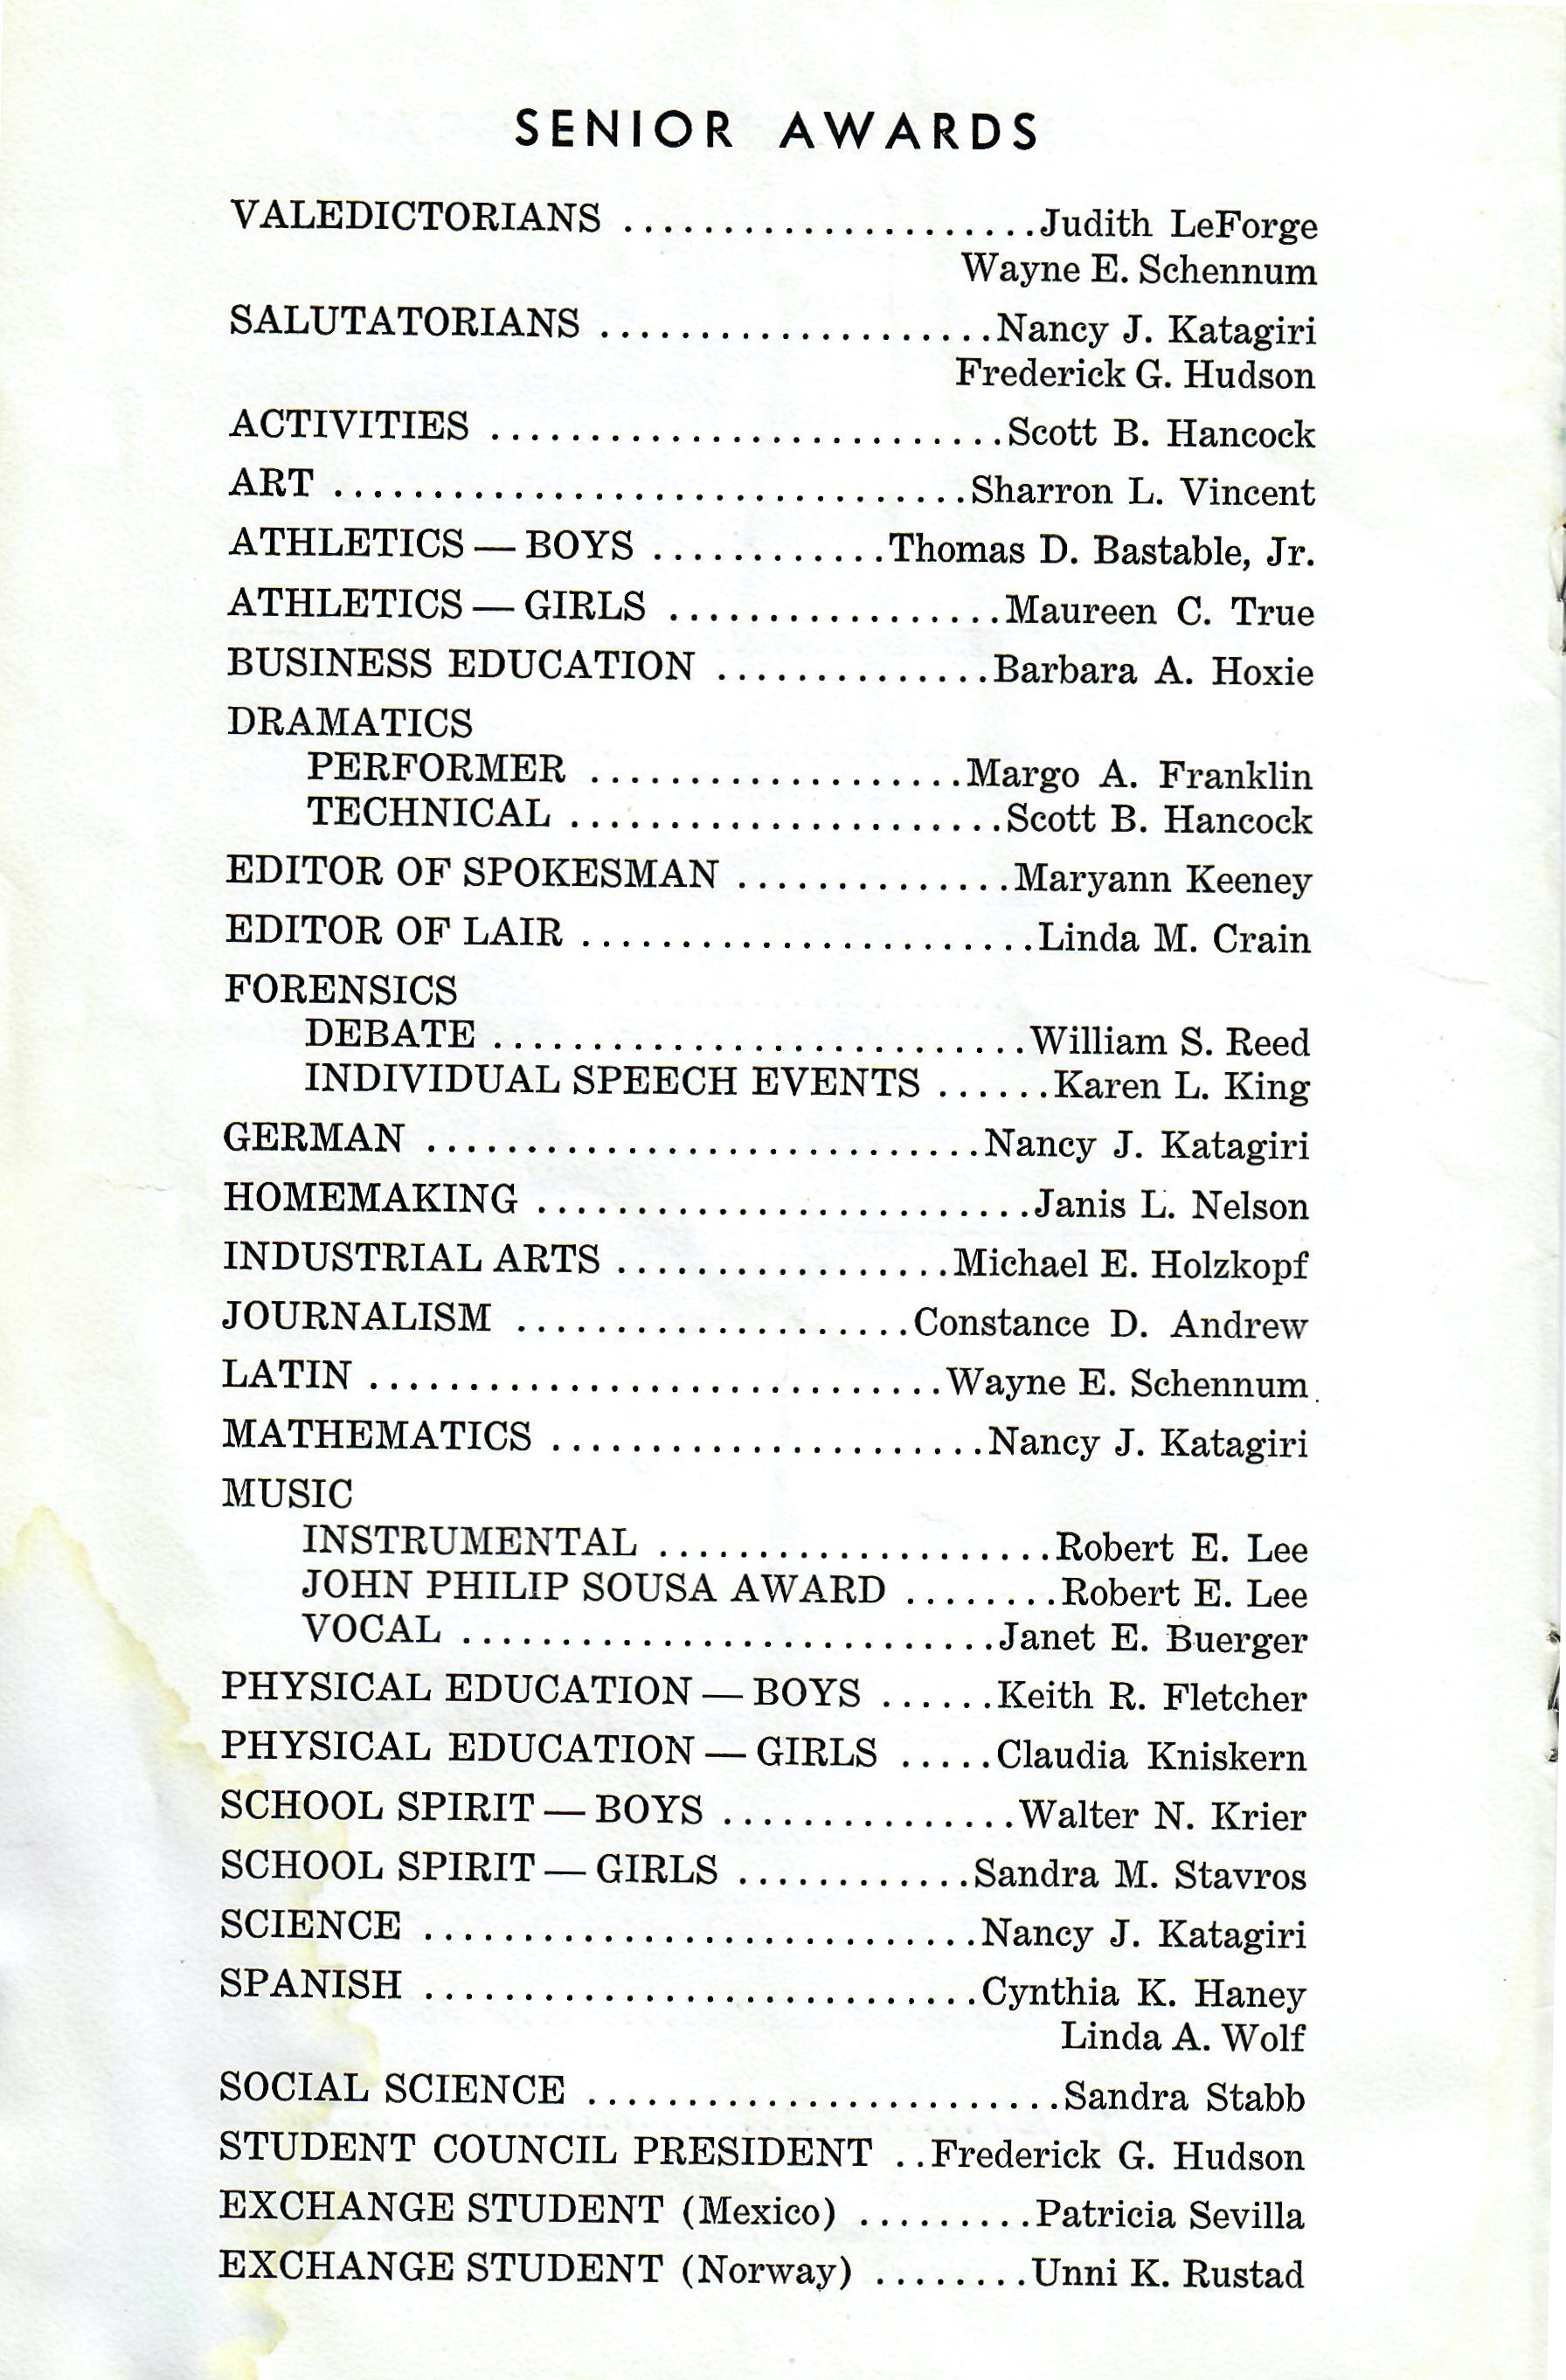 SENIOR AWARDS
VALEDICTORIANS .....................Judith LeForge
Wayne E. Schennum
SALUTATORIANS ....................Nancy J. Katagiri
Frederick G. Hudson
ACTIVITIES ..........................Scott B. Hancock
ART ................................Sharron L. Vincent
ATHLETICS — BOYS ............Thomas D. Bastable, Jr.
ATHLETICS — GIRLS .................Maureen C. True
BUSINESS EDUCATION ..............Barbara A. Hoxie
DRAMATICS
PERFORMER ...................Margo A. Franklin
TECHNICAL ......................Scott B. Hancock
EDITOR OF SPOKESMAN ..............Maryann Keeney
EDITOR OF LAIR .......................Linda M. Crain
FORENSICS
DEBATE ...........................William S. Reed
INDIVIDUAL SPEECH EVENTS ......Karen L. King
GERMAN ............................Nancy J. Katagiri
HOMEMAKING .........................Janis L. Nelson
INDUSTRIAL ARTS .................Michael E. Holzkopf
JOURNALISM ....................Constance D. Andrew
LATIN .............................Wayne E. Schennum
MATHEMATICS ......................Nancy J. Katagiri
MUSIC
INSTRUMENTAL ....................Robert E. Lee
JOHN PHILIP SOUSA AWARD ........Robert E. Lee
VOCAL ...........................Janet E. Buerger
PHYSICAL EDUCATION — BOYS ......Keith R. Fletcher
PHYSICAL EDUCATION — GIRLS .....Claudia Kniskern
SCHOOL SPIRIT — BOYS ...............Walter N. Krier
SCHOOL SPIRIT — GIRLS ............Sandra M. Stavros
SCIENCE ............................Nancy J. Katagiri
SPANISH ............................Cynthia K. Haney
Linda A. Wolf
SOCIAL SCIENCE ........................Sandra Stabb
STUDENT COUNCIL PRESIDENT ..Frederick G. Hudson
EXCHANGE STUDENT (Mexico) .........Patricia Sevilla
EXCHANGE STUDENT (Norway) ........Unni K. Rustad